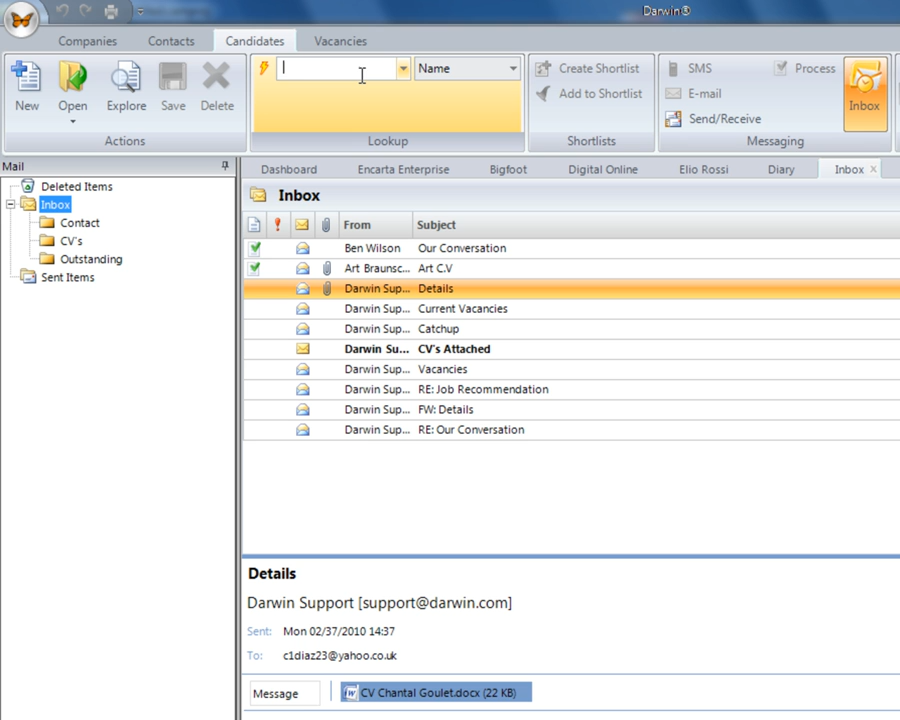 Darwin®
Companies Contacts Candidates Vacancies
Name
New Open Explore Save Delete
Create Shortlist
Add to Shortlist
SMS
E-mail
Send/Receive
Process
Inbox
Actions Lookup Shortlists Messaging
Mail
Deleted Items
Inbox
Contact
CV's
Outstanding
Sent Items
Dashboard Encarta Enterprise Bigfoot Digital Online Elio Rossi Diary Inbox x
Inbox
! From Subject
Ben Wilson Our Conversation
Art Braunsc... Art C.V
Darwin Sup... Details
Darwin Sup... Current Vacancies
Darwin Sup... Catchup
Darwin Su... CV's Attached
Darwin Sup... Vacancies
Darwin Sup... RE: Job Recommendation
Darwin Sup... FW: Details
Darwin Sup... RE: Our Conversation
Details
Darwin Support [support@darwin.com]
Sent: Mon 02/37/2010 14:37
To: c1diaz23@yahoo.co.uk
Message CV Chantal Goulet.docx (22 KB)